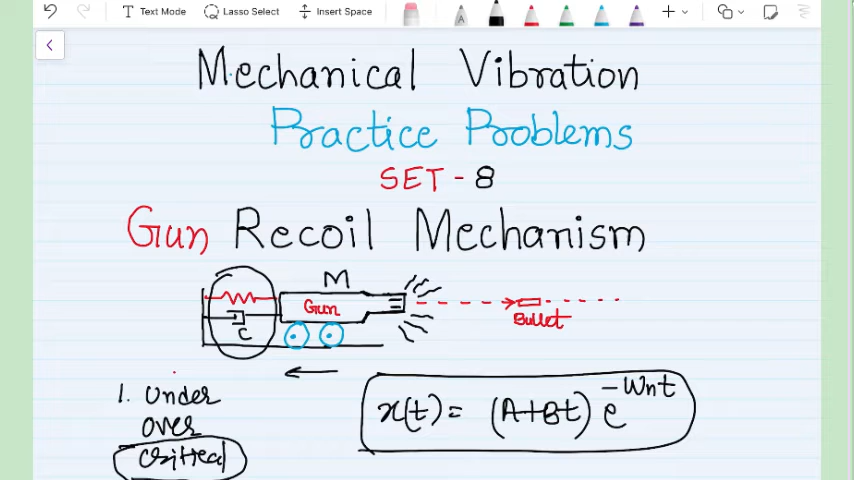 Text Mode Lasso Select Insert Space
Mechanical Vibration
Practice Problems
SET - 8
Gun Recoil Mechanism
M
Gun
C
Bullet
1. Under
over
critical
x(t) = (A+Bt) e^-Wnt